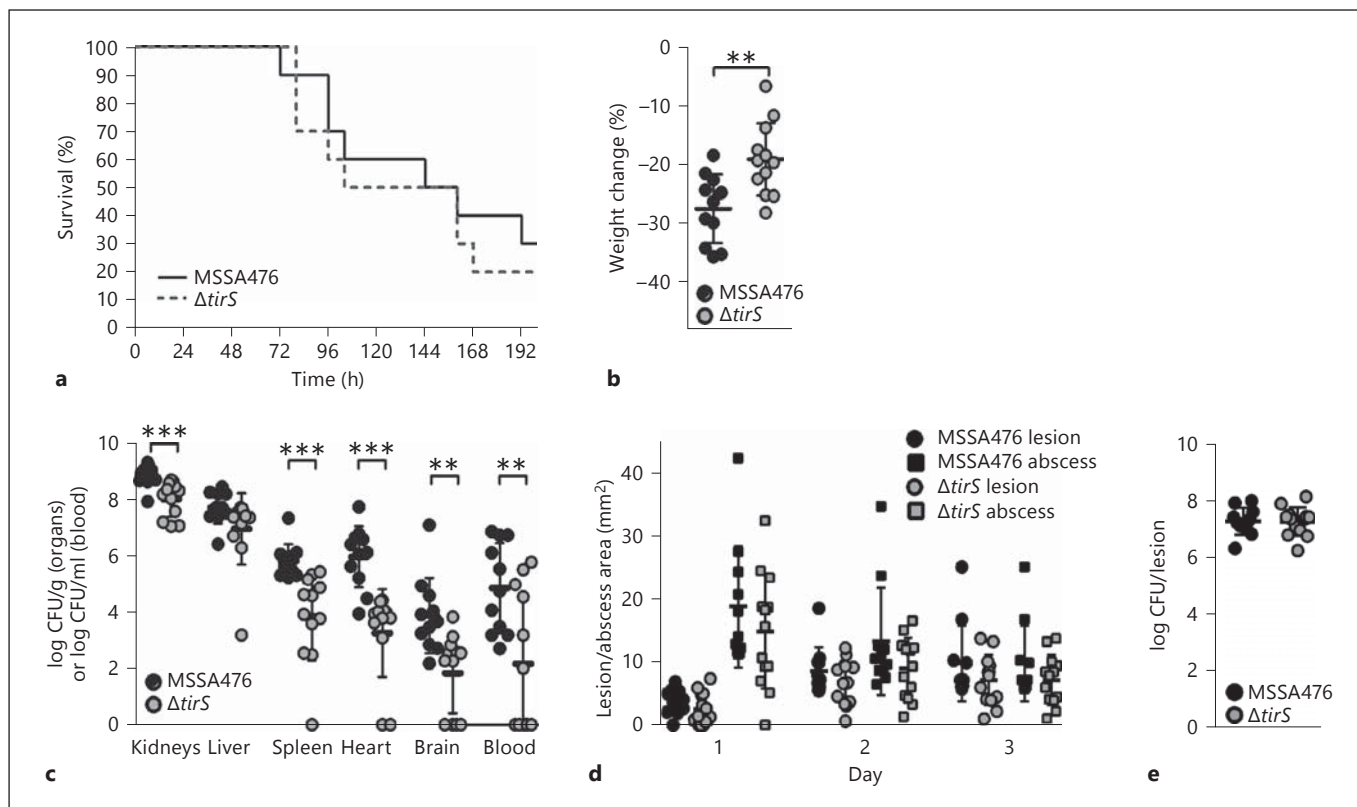 100
90
80
70
60
50
40
30
20
10
0
Survival (%)
MSSA476
ΔtirS
0 24 48 72 96 120 144 168 192
Time (h)
a
0
–10
–20
–30
–40
Weight change (%)
**
MSSA476
ΔtirS
b
10
8
6
4
2
0
log CFU/g (organs)
or log CFU/ml (blood)
*** *** *** ** **
MSSA476
ΔtirS
Kidneys Liver Spleen Heart Brain Blood
c
40
30
20
10
0
Lesion/abscess area (mm²)
MSSA476 lesion
MSSA476 abscess
ΔtirS lesion
ΔtirS abscess
1 2 3
Day
d
10
8
6
4
2
0
log CFU/lesion
MSSA476
ΔtirS
e